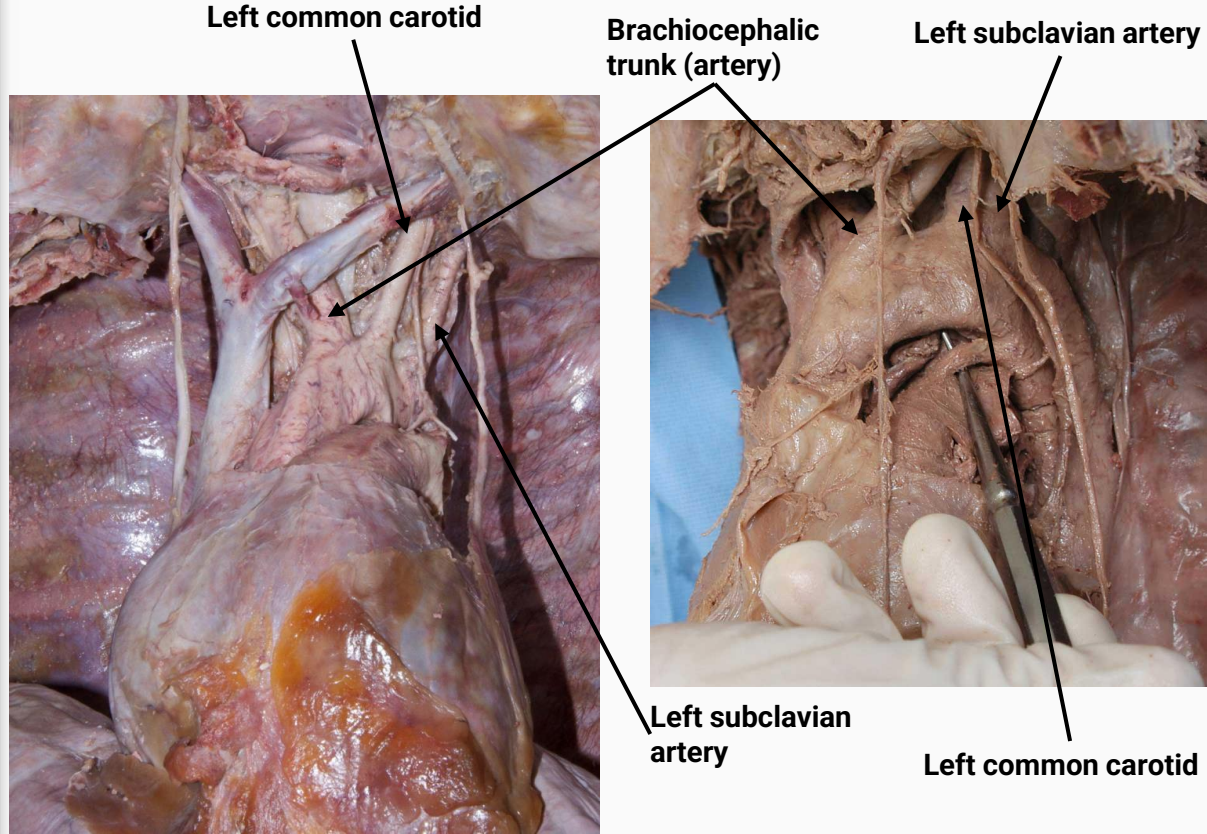 Left common carotid
Brachiocephalic
trunk (artery)
Left subclavian artery
Left subclavian
artery
Left common carotid